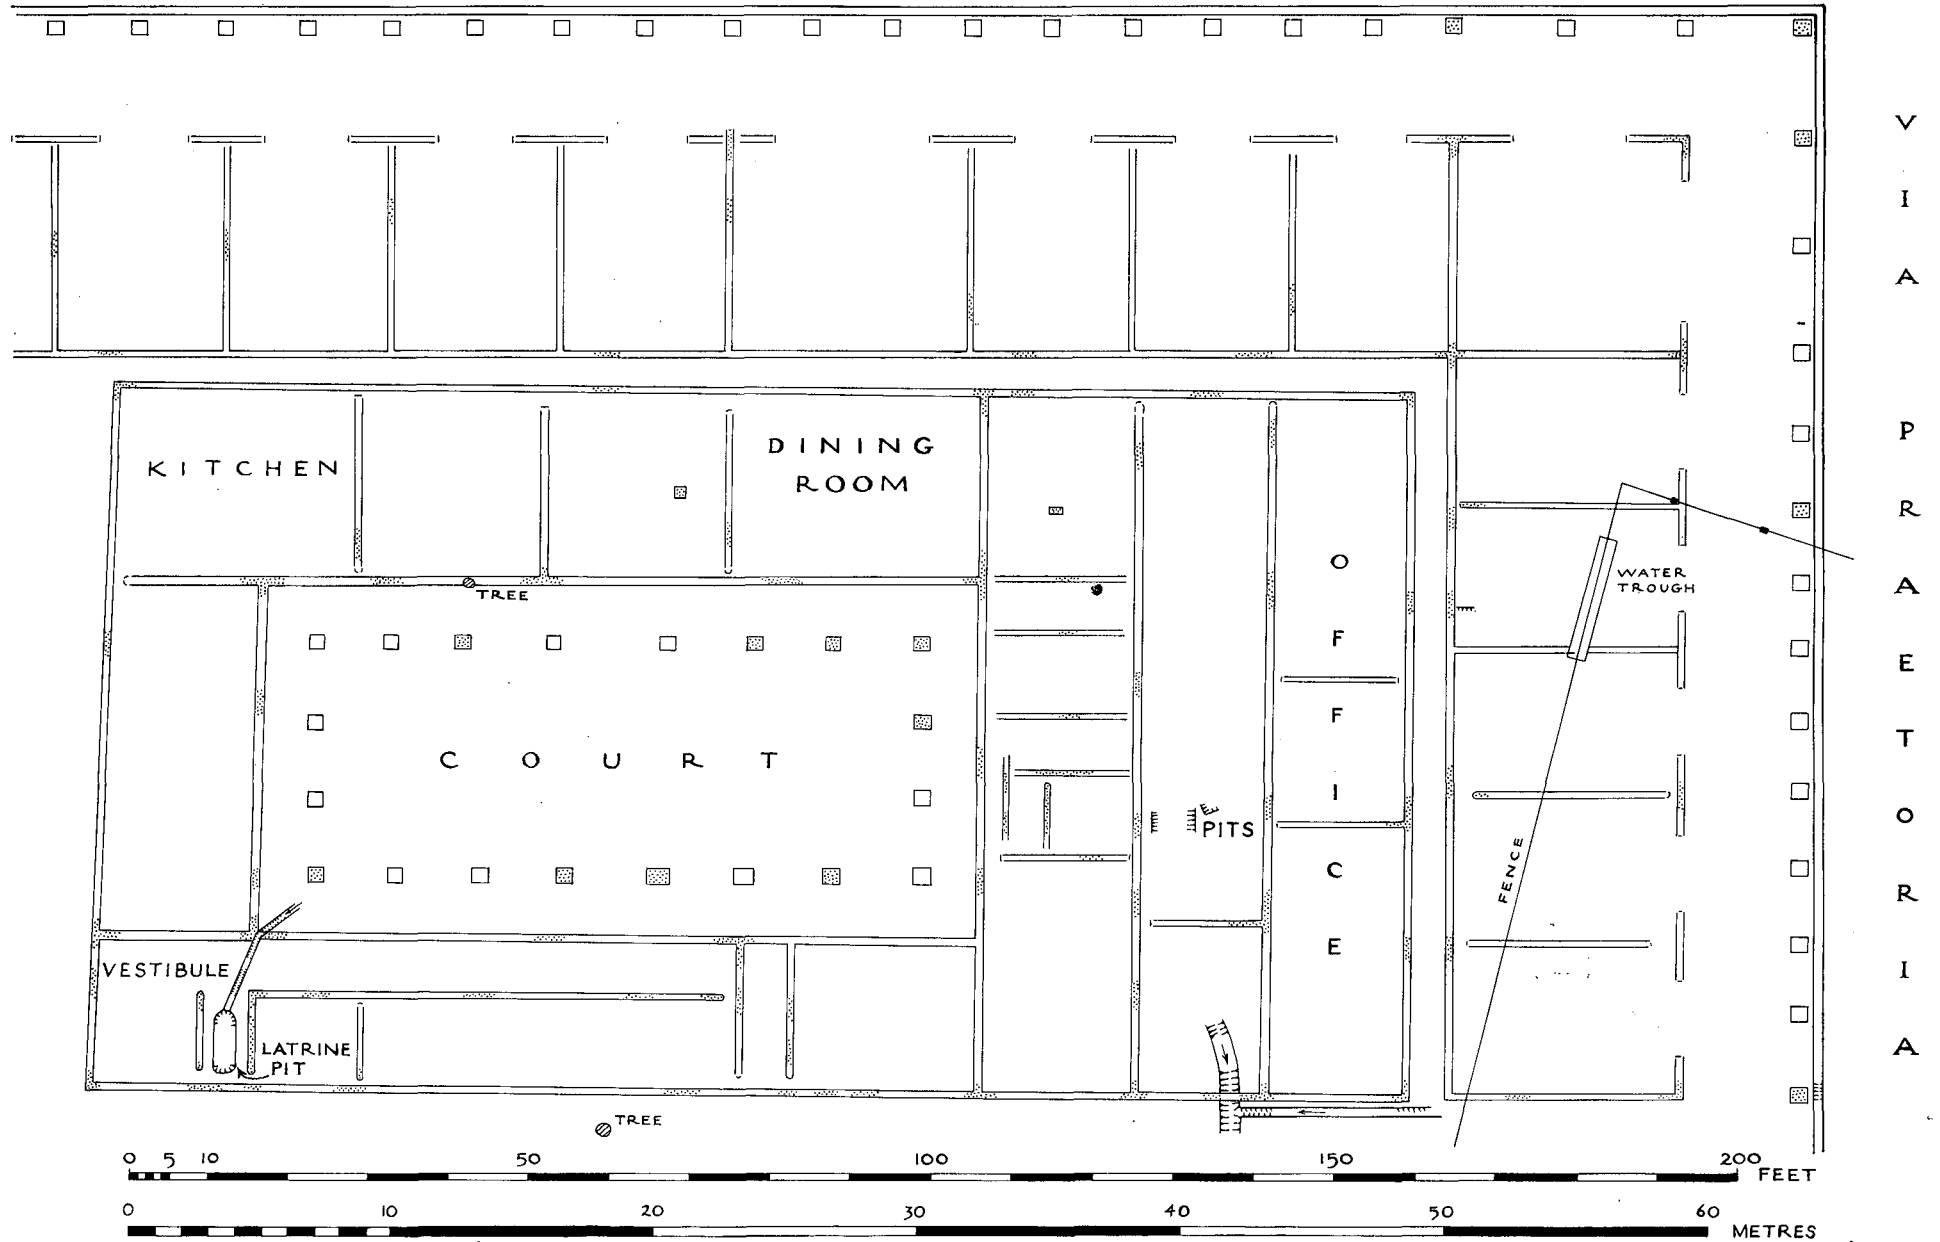 VIA PRAETORIA
KITCHEN
DINING
ROOM
OFFICE
TREE
WATER
TROUGH
COURT
PITS
FENCE
VESTIBULE
LATRINE
PIT
TREE
0 5 10 50 100 150 200
FEET
0 10 20 30 40 50 60
METRES